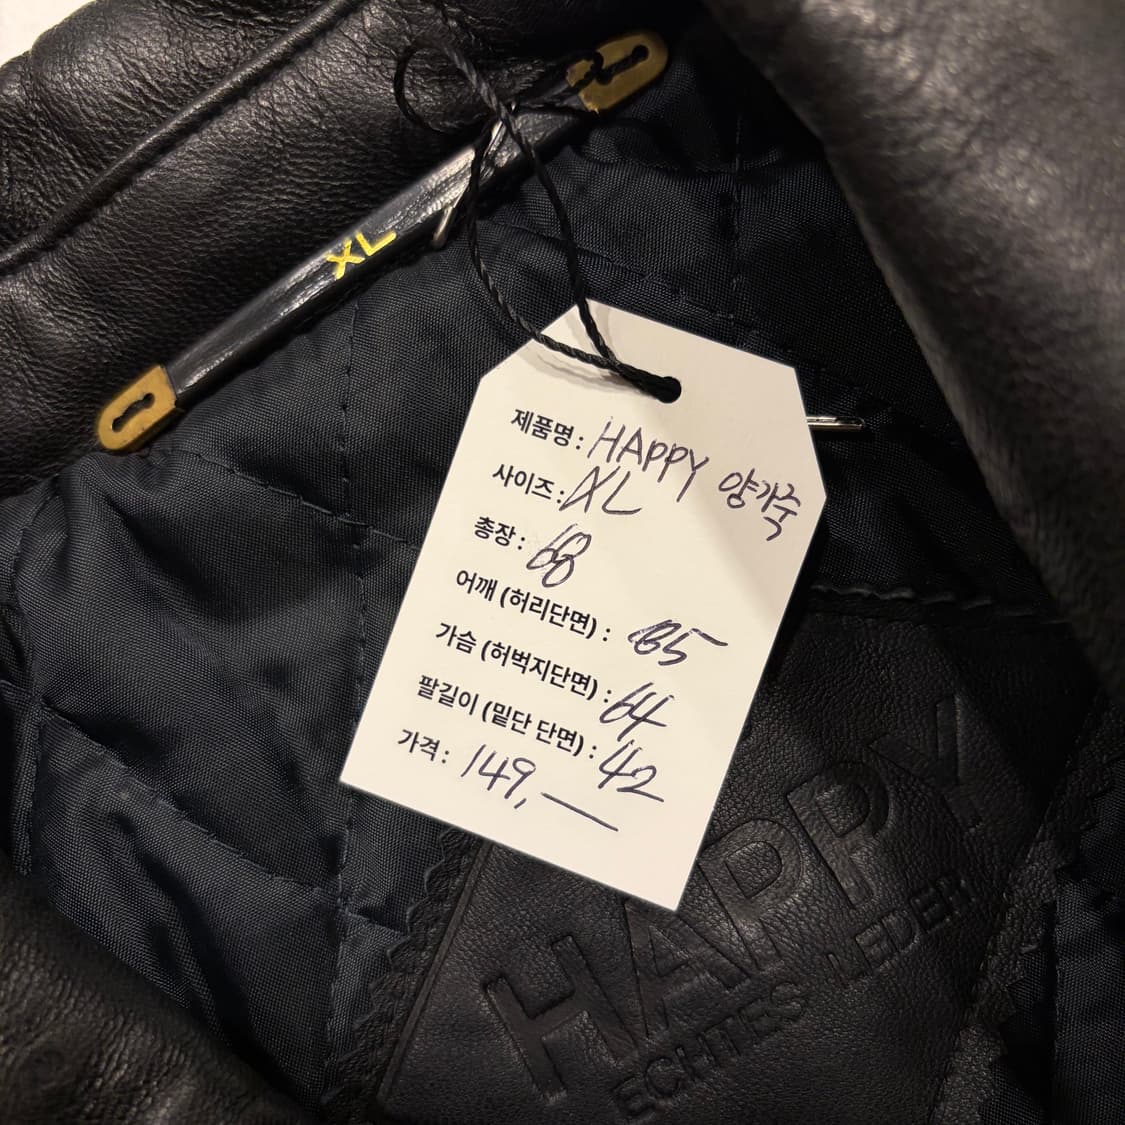 XL
제품명: HAPPY 양가죽
사이즈: XL
총장: 68
어깨 (허리단면) : 65
가슴 (허벅지단면) : 64
팔길이 (밑단 단면) : 42
가격: 149,—
HAPPY
ECHTES LEDER